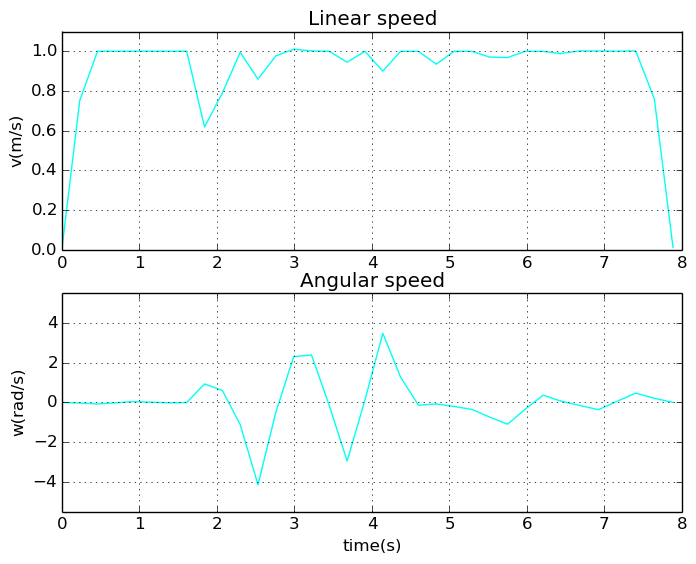 Linear speed
1.0
0.8
0.6
0.4
0.2
0.0
v(m/s)
0 1 2 3 4 5 6 7 8
Angular speed
4
2
0
−2
−4
w(rad/s)
0 1 2 3 4 5 6 7 8
time(s)